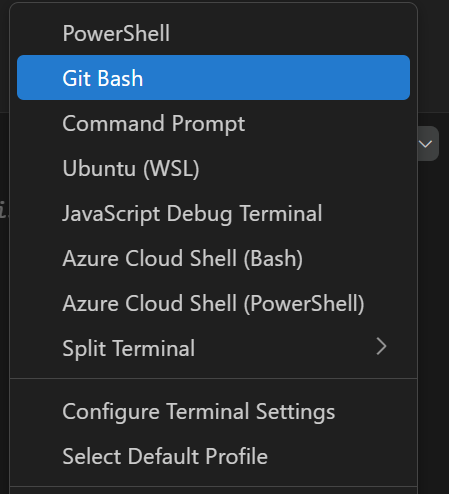 PowerShell
Git Bash
Command Prompt
Ubuntu (WSL)
JavaScript Debug Terminal
Azure Cloud Shell (Bash)
Azure Cloud Shell (PowerShell)
Split Terminal
Configure Terminal Settings
Select Default Profile